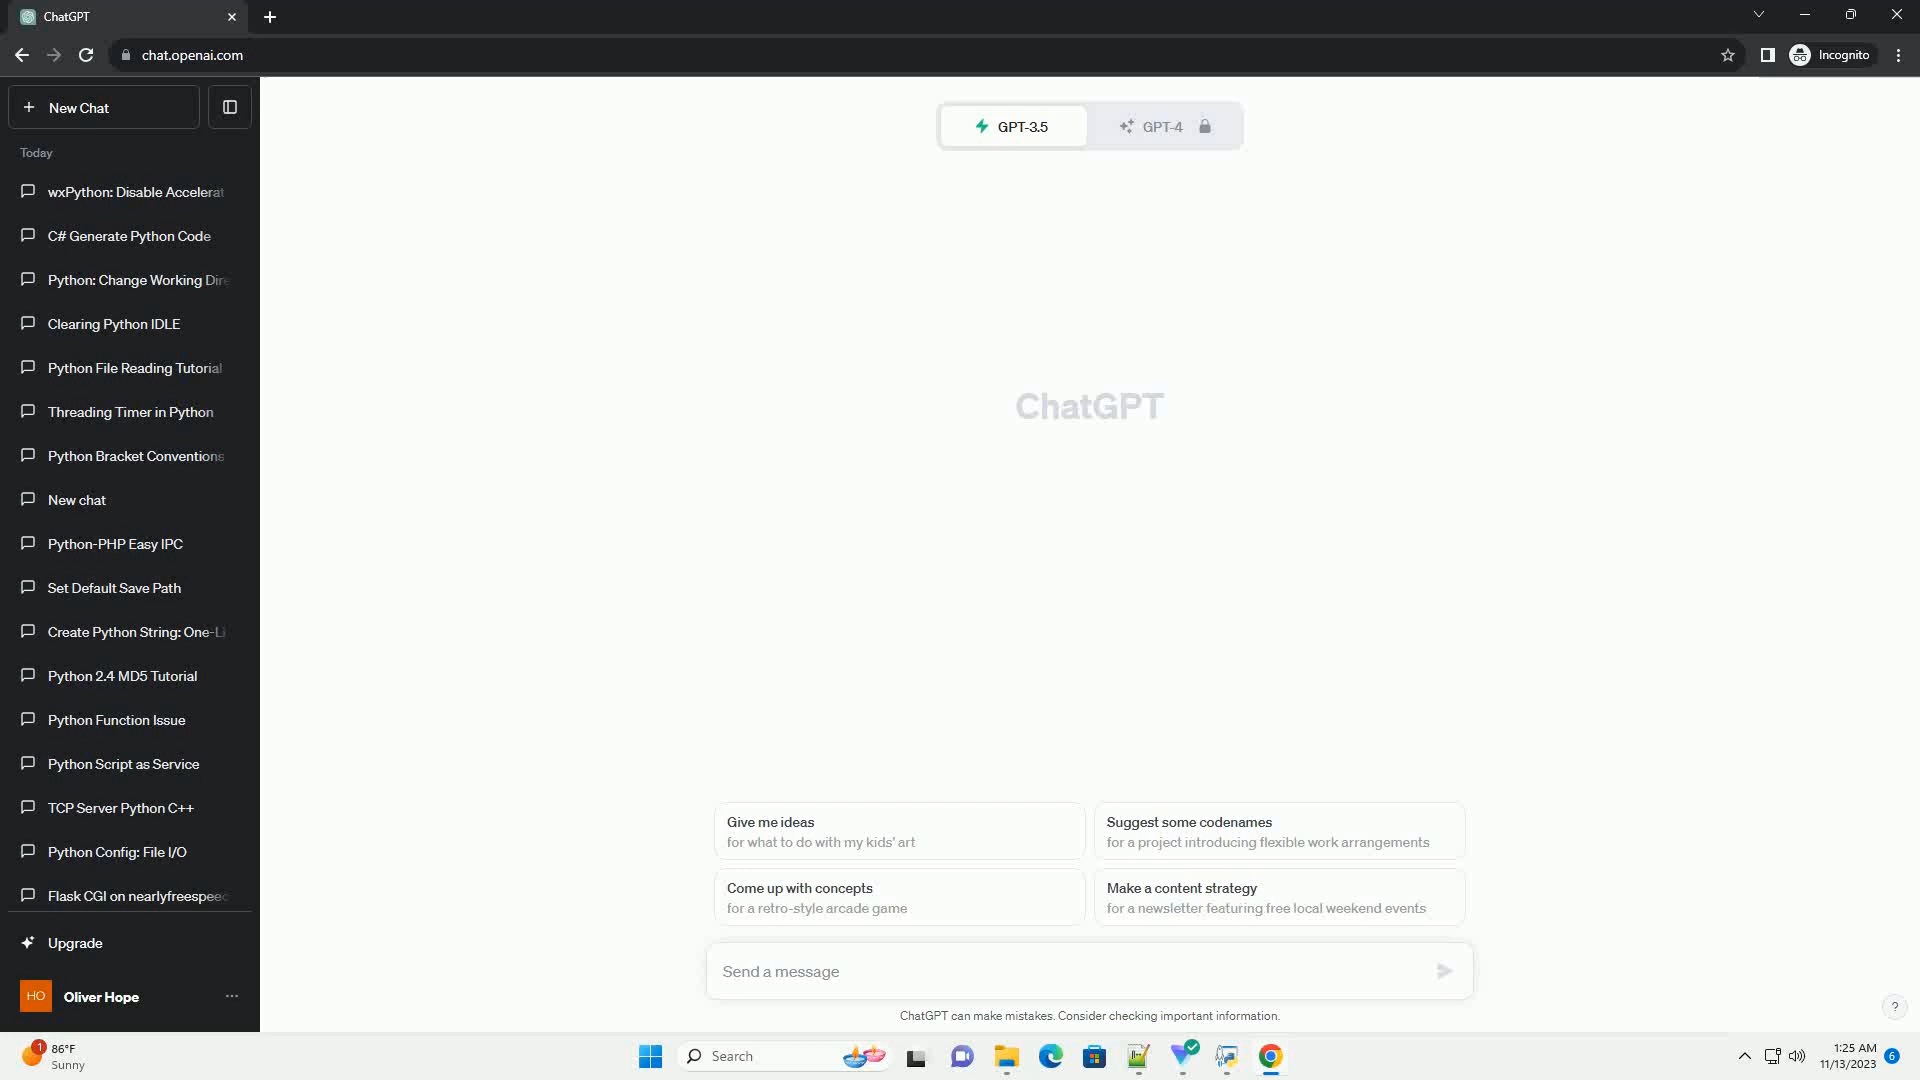 ChatGPT
chat.openai.com
Incognito
New Chat
Today
wxPython: Disable Accelerat
C# Generate Python Code
Python: Change Working Dire
Clearing Python IDLE
Python File Reading Tutorial
Threading Timer in Python
Python Bracket Conventions
New chat
Python-PHP Easy IPC
Set Default Save Path
Create Python String: One-Li
Python 2.4 MD5 Tutorial
Python Function Issue
Python Script as Service
TCP Server Python C++
Python Config: File I/O
Flask CGI on nearlyfreespeec
Upgrade
HO Oliver Hope
GPT-3.5 GPT-4
ChatGPT
Give me ideas
for what to do with my kids' art
Suggest some codenames
for a project introducing flexible work arrangements
Come up with concepts
for a retro-style arcade game
Make a content strategy
for a newsletter featuring free local weekend events
Send a message
ChatGPT can make mistakes. Consider checking important information.
?
1
86°F
Sunny
Search
1:25 AM
11/13/2023
6